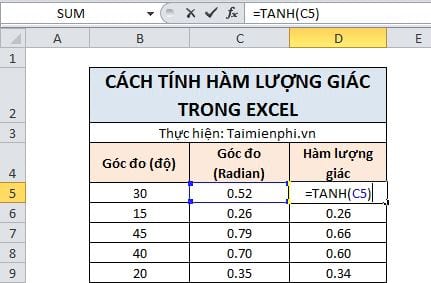 SUM fx =TANH(C5)
A B C D E
1
CÁCH TÍNH HÀM LƯỢNG GIÁC
2 TRONG EXCEL
3 Thực hiện: Taimienphi.vn
Góc đo (độ) Góc đo Hàm lượng
4 (Radian) giác
5 30 0.52 =TANH(C5)
6 15 0.26 0.26
7 45 0.79 0.66
8 40 0.70 0.60
9 20 0.35 0.34